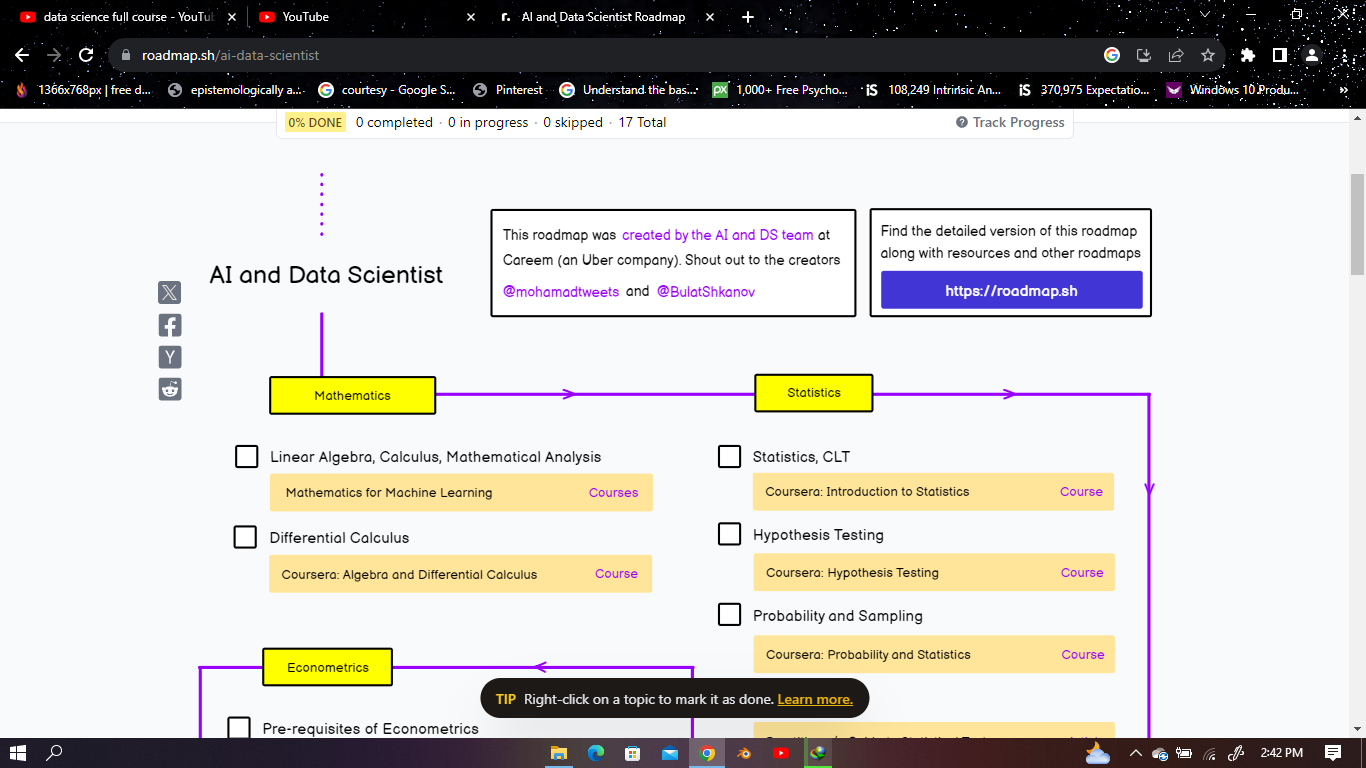 data science full course - YouTu
YouTube
AI and Data Scientist Roadmap
roadmap.sh/ai-data-scientist
1366x768px | free d...
epistemologically a...
courtesy - Google S...
Pinterest
Understand the bas...
1,000+ Free Psycho...
108,249 Intrinsic An...
370,975 Expectatio...
Windows 10 Produ...
0% DONE 0 completed · 0 in progress · 0 skipped · 17 Total
Track Progress
This roadmap was created by the AI and DS team at
Careem (an Uber company). Shout out to the creators
@mohamadtweets and @BulatShkanov
Find the detailed version of this roadmap
along with resources and other roadmaps
https://roadmap.sh
AI and Data Scientist
Mathematics
Statistics
Linear Algebra, Calculus, Mathematical Analysis
Mathematics for Machine Learning Courses
Differential Calculus
Coursera: Algebra and Differential Calculus Course
Statistics, CLT
Coursera: Introduction to Statistics Course
Hypothesis Testing
Coursera: Hypothesis Testing Course
Probability and Sampling
Coursera: Probability and Statistics Course
Econometrics
Pre-requisites of Econometrics
TIP Right-click on a topic to mark it as done. Learn more.
2:42 PM